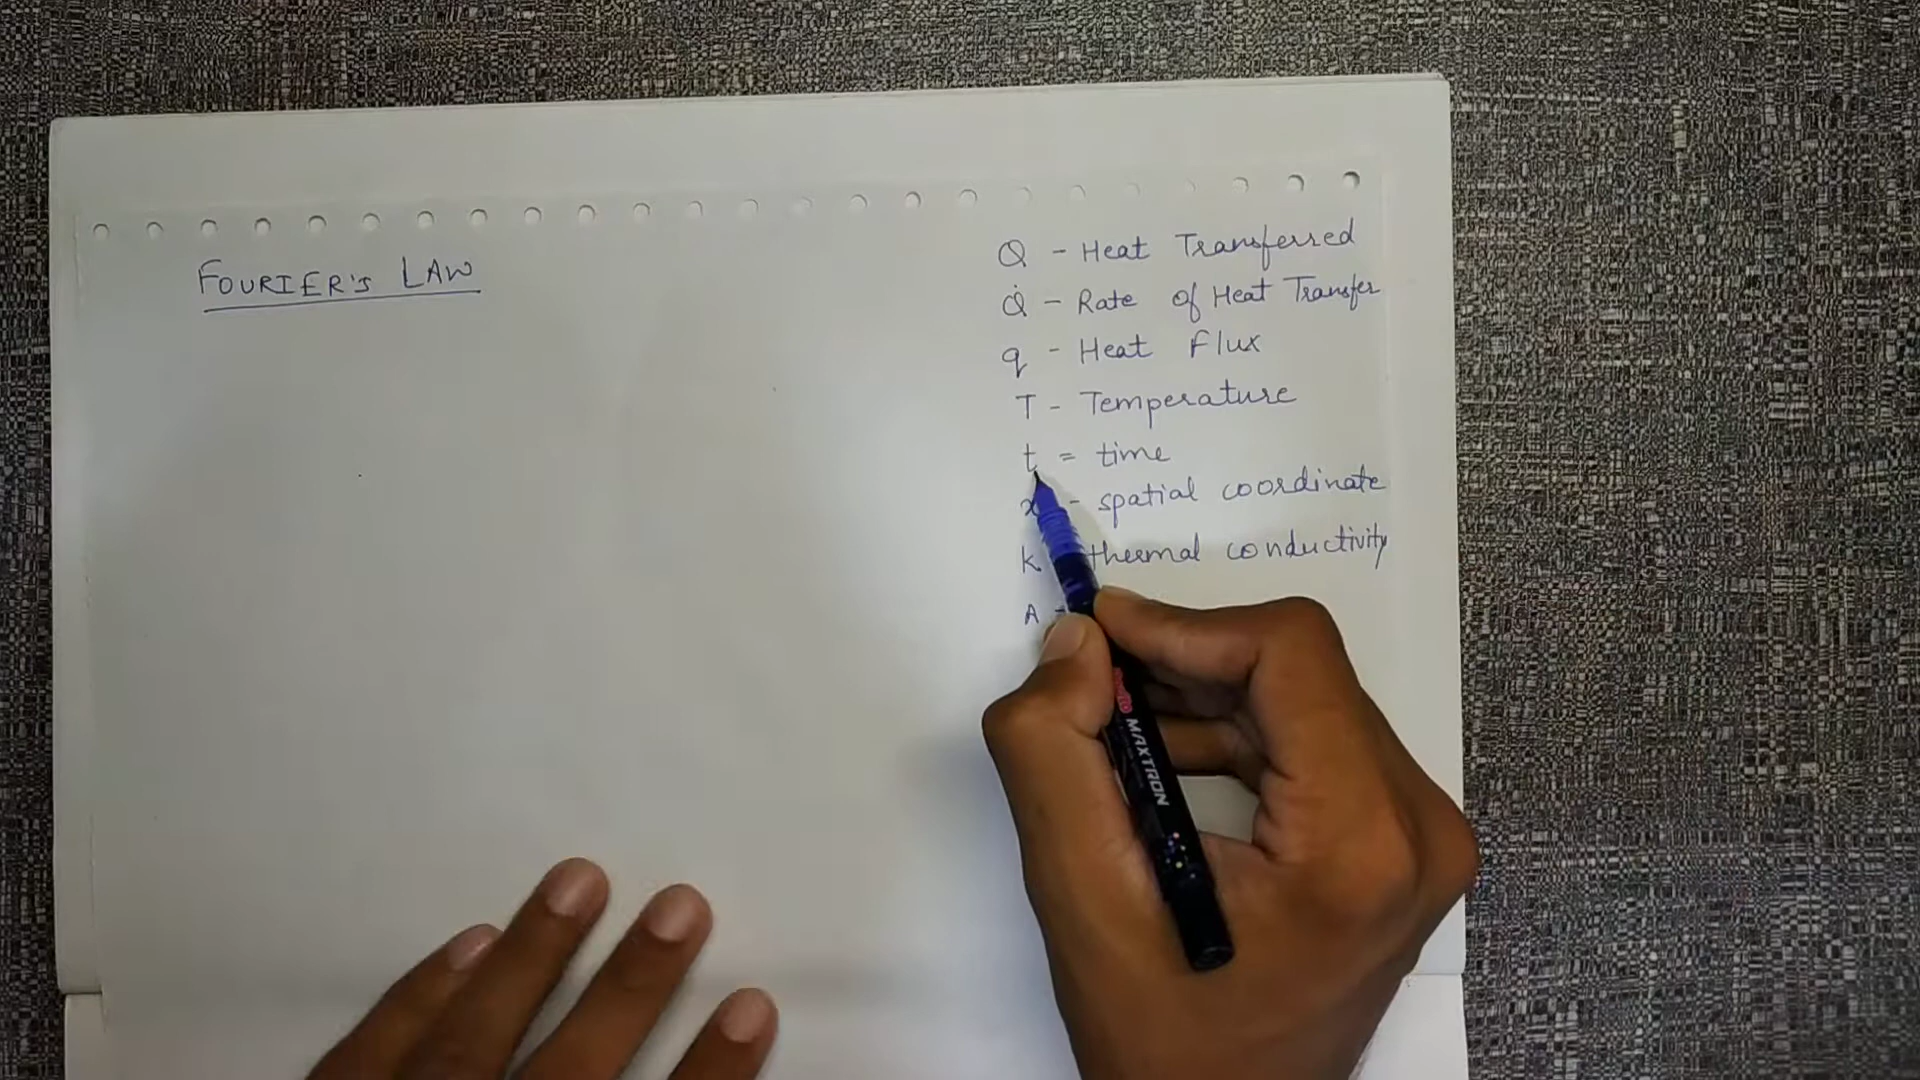 FOURIER'S LAW
Q - Heat Transferred
Q̇ - Rate of Heat Transfer
q - Heat Flux
T - Temperature
t = time
x - spatial coordinate
k thermal conductivity
A -
MAXTRON